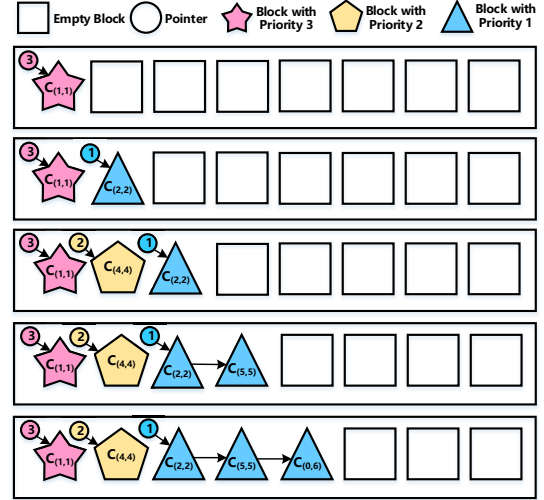 Empty Block
Pointer
Block with
Priority 3
Block with
Priority 2
Block with
Priority 1
3
C(1,1)
3
1
C(1,1)
C(2,2)
3
2
1
C(1,1)
C(4,4)
C(2,2)
3
2
1
C(1,1)
C(4,4)
C(2,2)
C(5,5)
3
2
1
C(1,1)
C(4,4)
C(2,2)
C(5,5)
C(0,6)